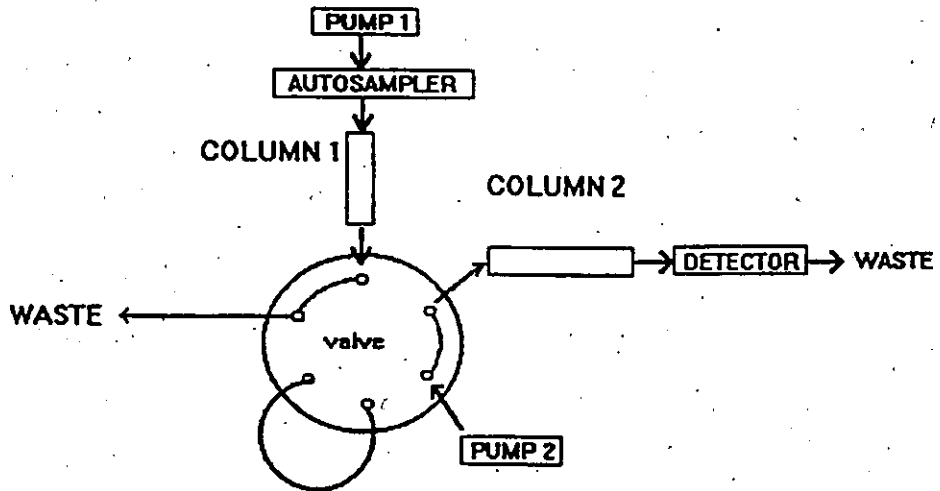 PUMP 1
AUTOSAMPLER
COLUMN 1
COLUMN 2
DETECTOR
WASTE
WASTE
valve
PUMP 2